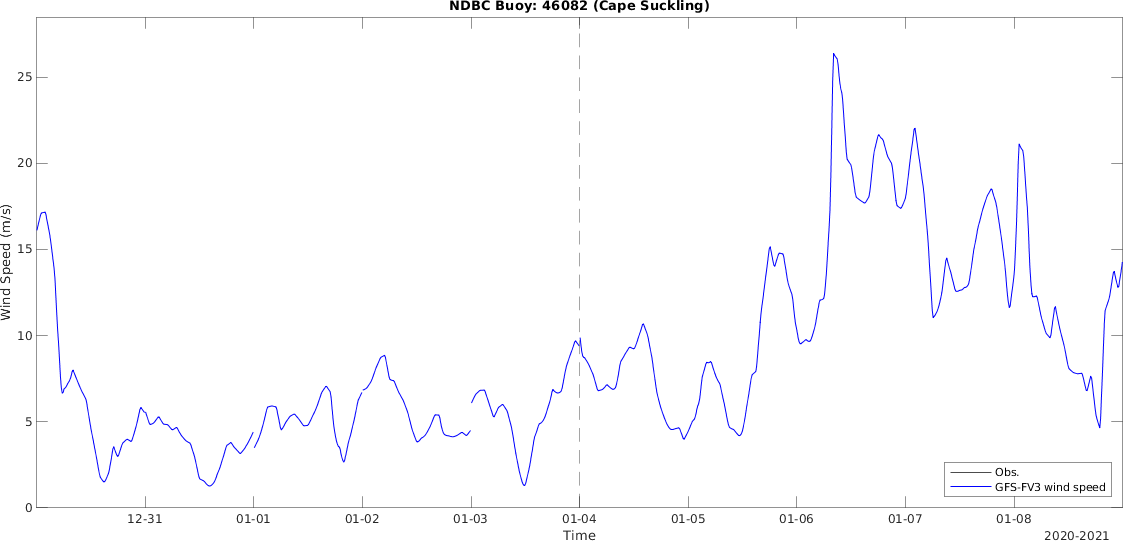 NDBC Buoy: 46082 (Cape Suckling)
Wind Speed (m/s)
25
20
15
10
5
0
12-31 01-01 01-02 01-03 01-04 01-05 01-06 01-07 01-08
Time
2020-2021
Obs.
GFS-FV3 wind speed